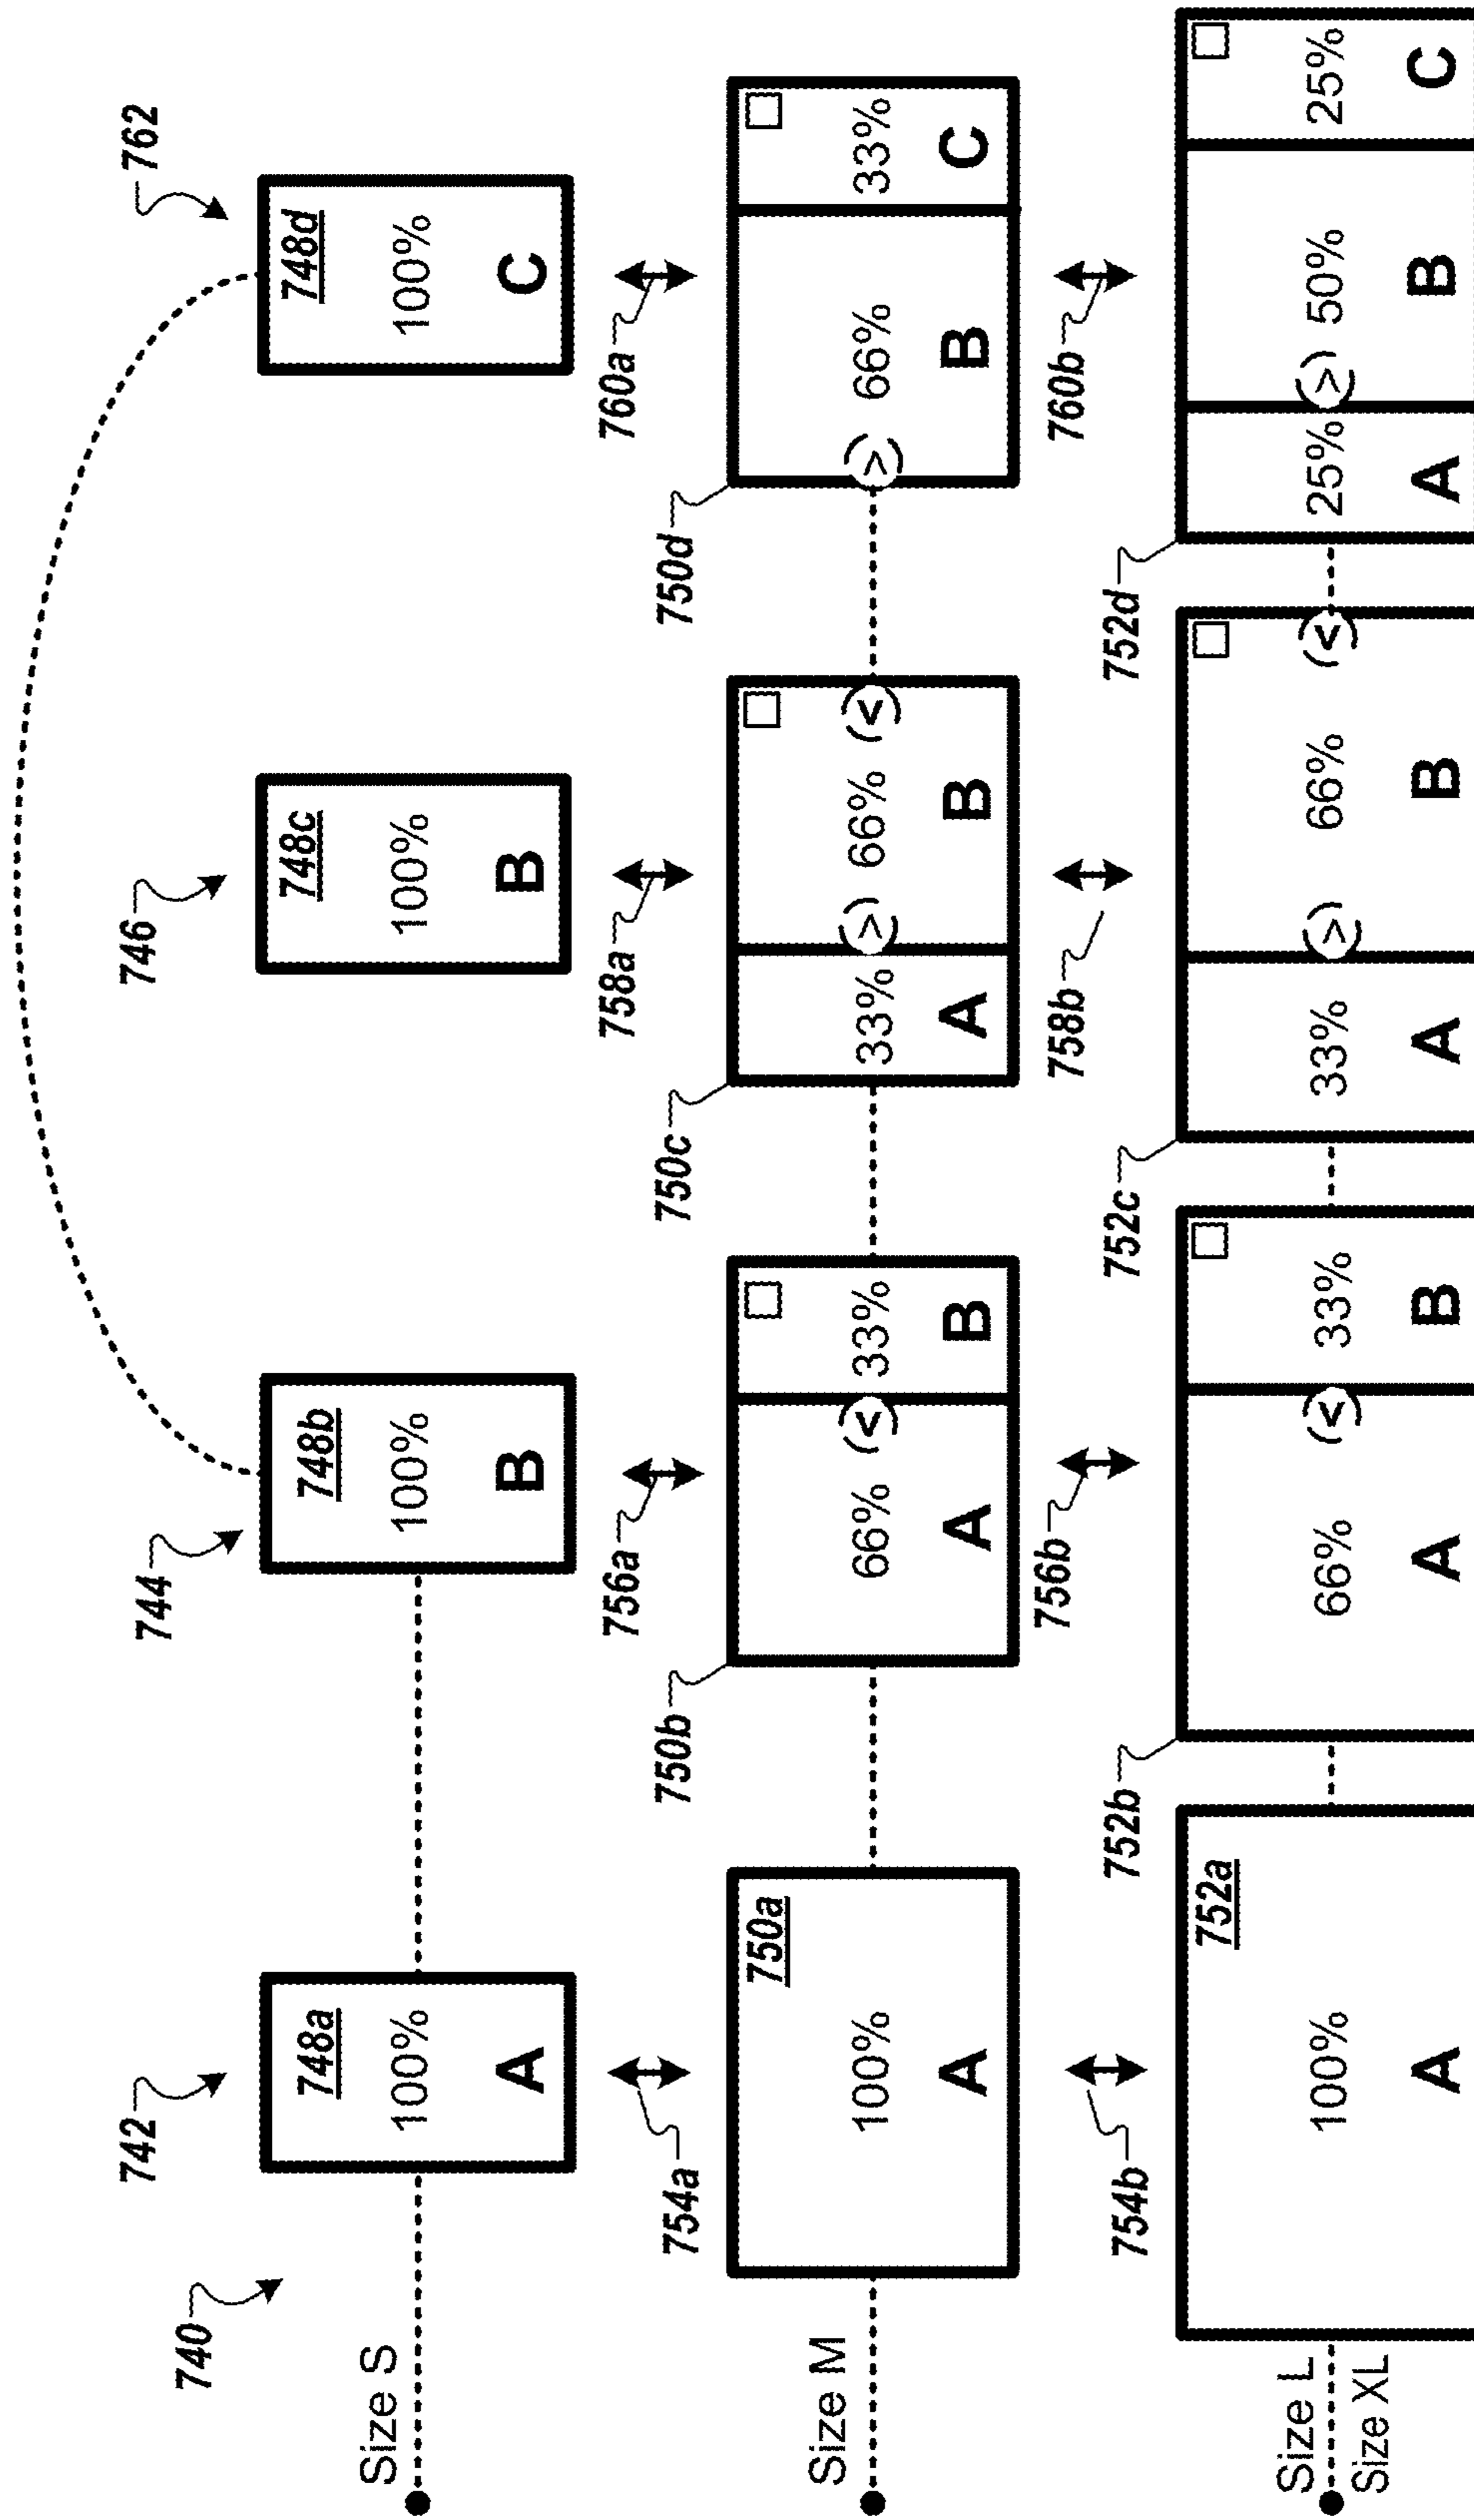 740
742
744
746
762
Size S
748a
100%
A
748b
100%
B
748c
100%
B
748d
100%
C
754a
756a
758a
760a
750b
750c
750d
Size M
750a
100%
A
66% (<) 33%
A B
33% (>) 66% (<)
A B
(>) 66% 33%
B C
754b
756b
758b
760b
752b
752c
752d
Size L
Size XL
752a
100%
A
66% (<) 33%
A B
33% (>) 66% (<)
A B
25% (>) 50% 25%
A B C